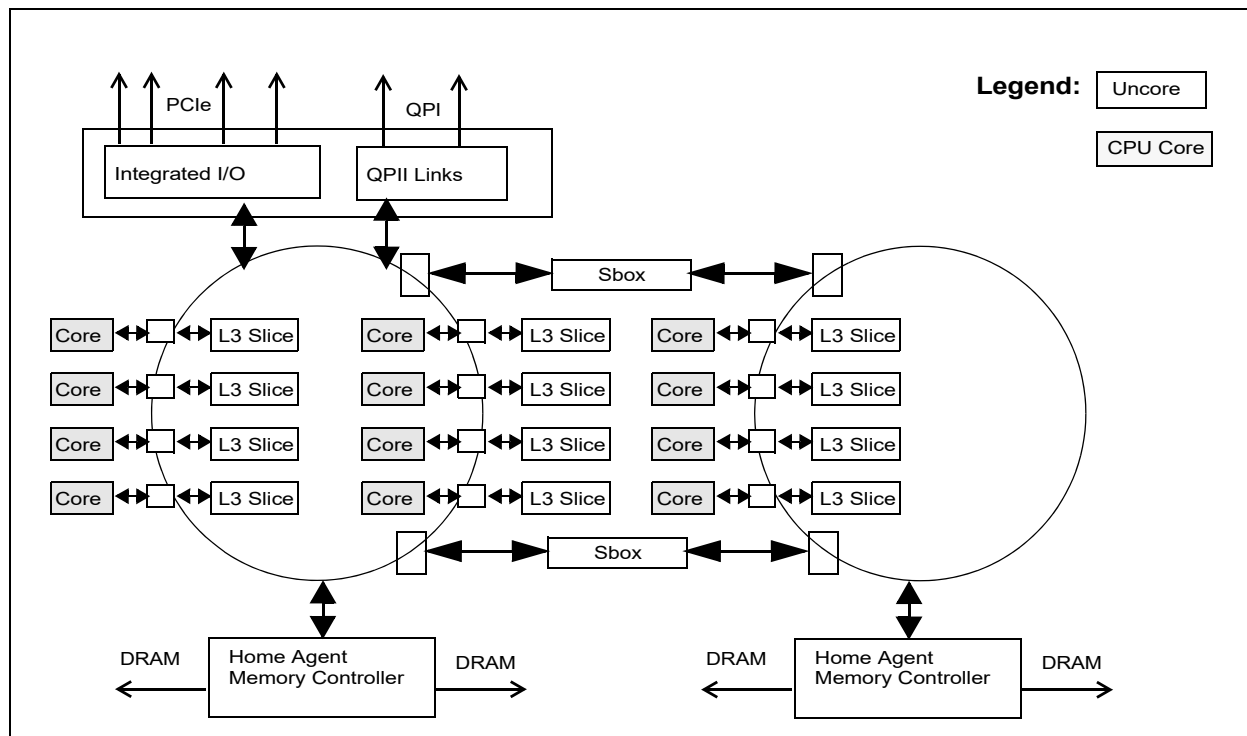 PCIe
QPI
Legend:
Uncore
CPU Core
Integrated I/O
QPII Links
Sbox
Core
L3 Slice
Core
L3 Slice
Core
L3 Slice
Core
L3 Slice
Core
L3 Slice
Core
L3 Slice
Core
L3 Slice
Core
L3 Slice
Core
L3 Slice
Core
L3 Slice
Core
L3 Slice
Core
L3 Slice
Sbox
DRAM
Home Agent
Memory Controller
DRAM
DRAM
Home Agent
Memory Controller
DRAM